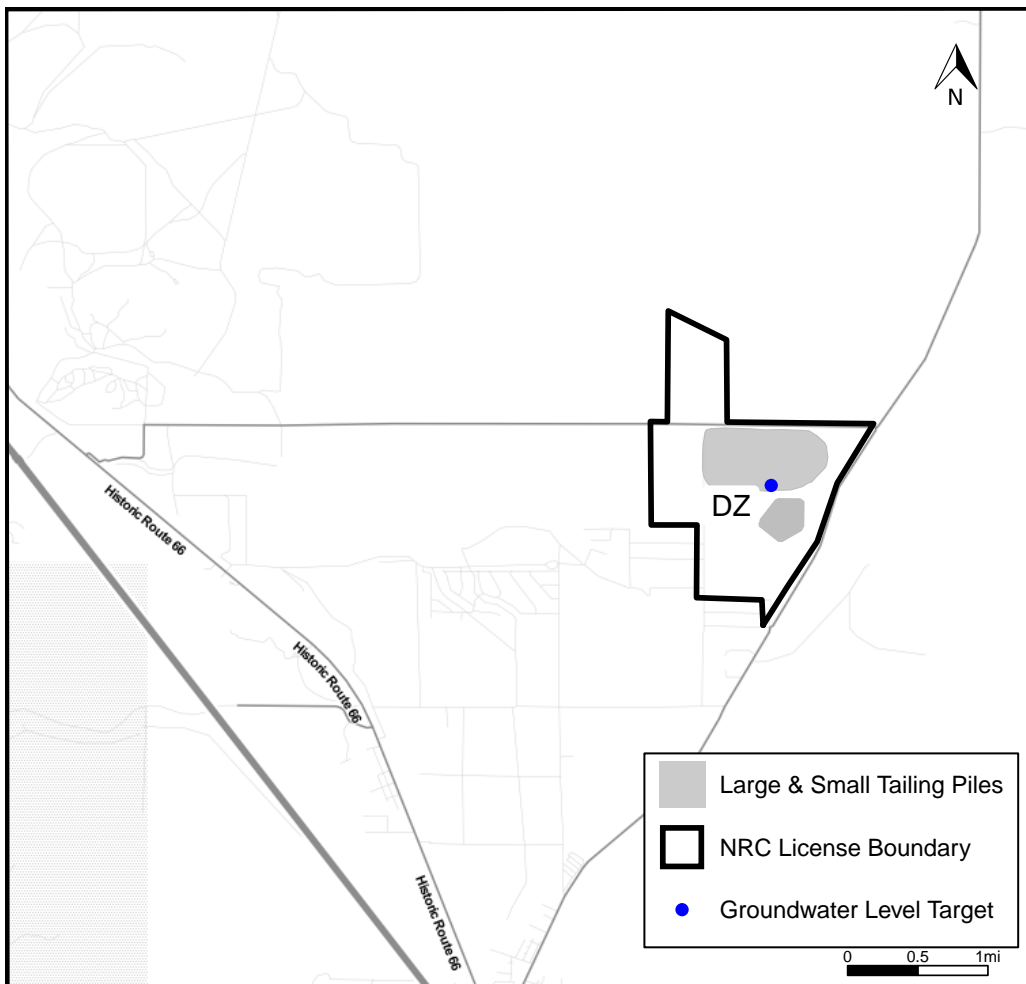 N
DZ
Historic Route 66
Historic Route 66
Historic Route 66
Large & Small Tailing Piles
NRC License Boundary
Groundwater Level Target
0 0.5 1mi